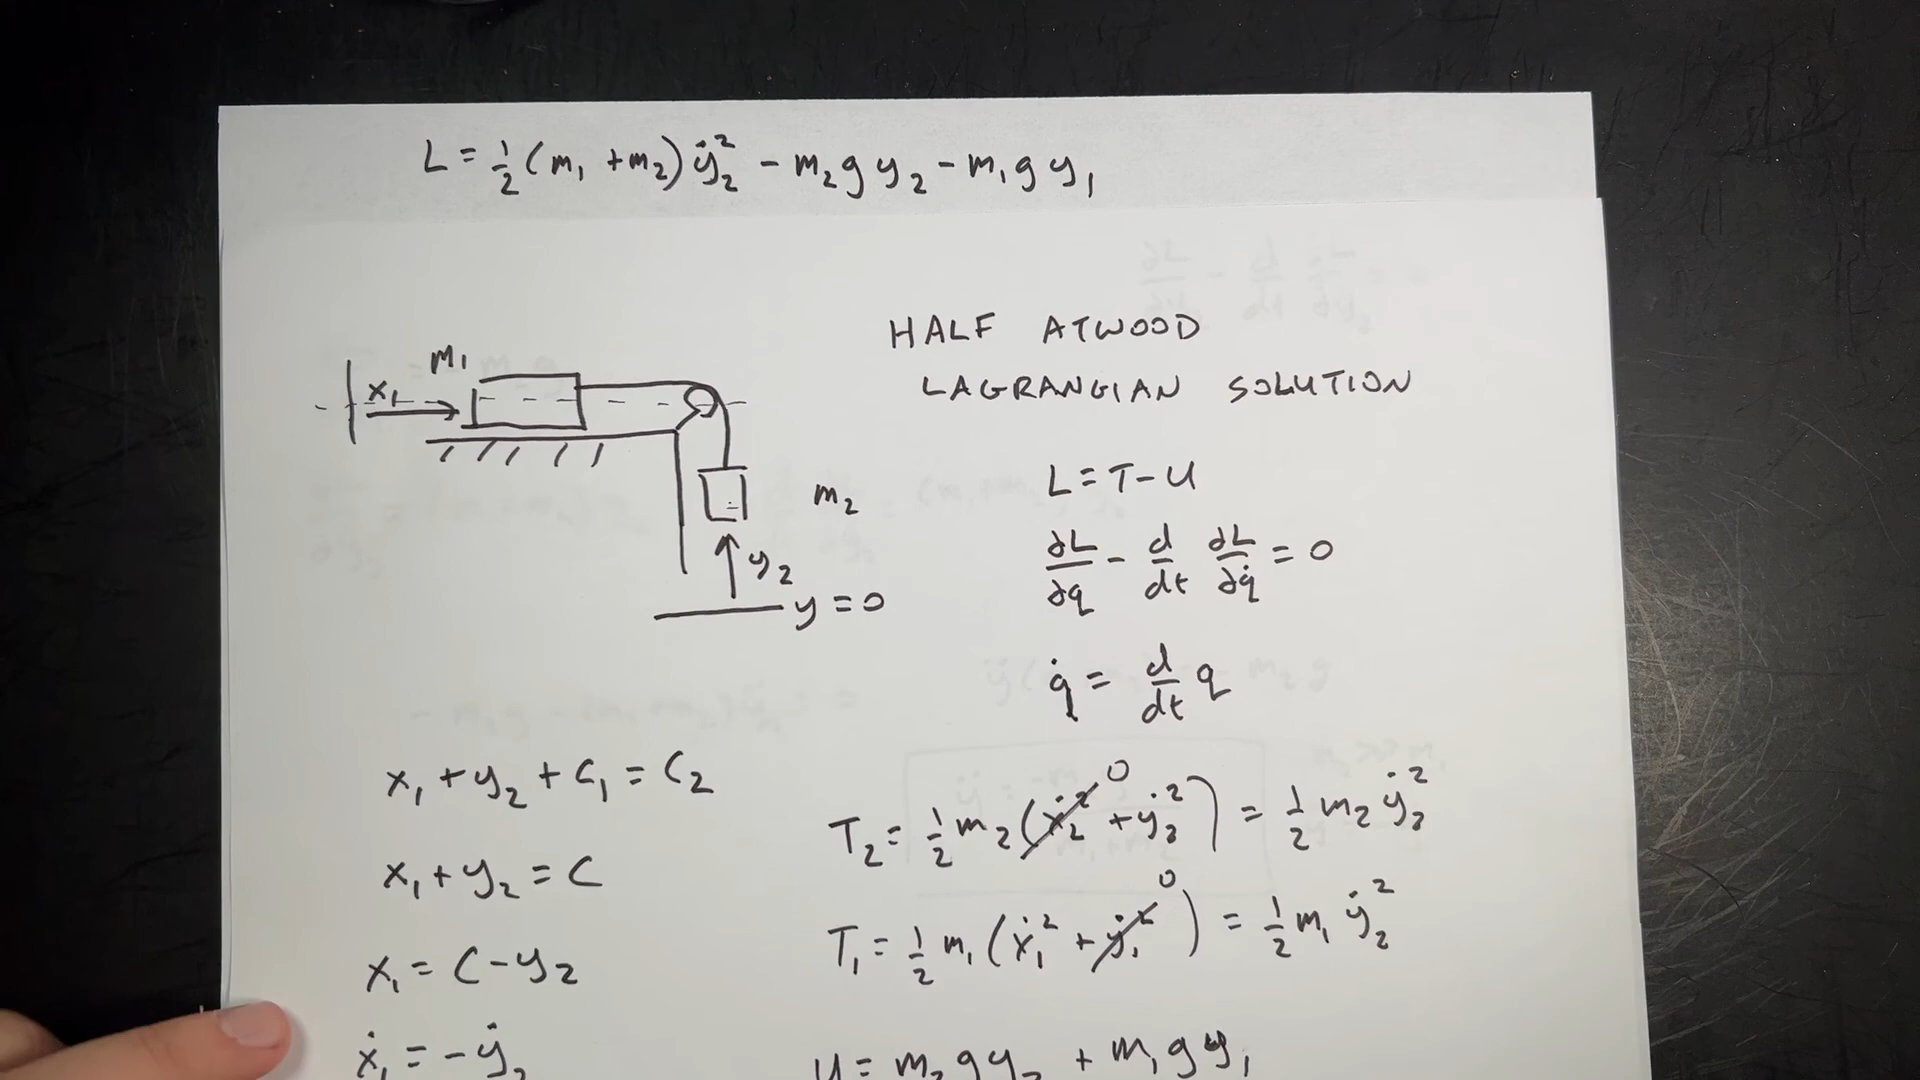 L = ½ (m₁ + m₂) ẏ₂² − m₂ g y₂ − m₁ g y₁
HALF ATWOOD
LAGRANGIAN SOLUTION
m₁
x₁
m₂
y₂
y = 0
L = T − U
∂L/∂q − d/dt ∂L/∂q̇ = 0
q̇ = d/dt q
x₁ + y₂ + C₁ = C₂
x₁ + y₂ = C
x₁ = C − y₂
ẋ₁ = −ẏ₂
T₂ = ½ m₂ (ẋ₂² 0 + ẏ₂²) = ½ m₂ ẏ₂²
T₁ = ½ m₁ (ẋ₁² + ẏ₁² 0) = ½ m₁ ẏ₂²
U = m₂ g y₂ + m₁ g y₁